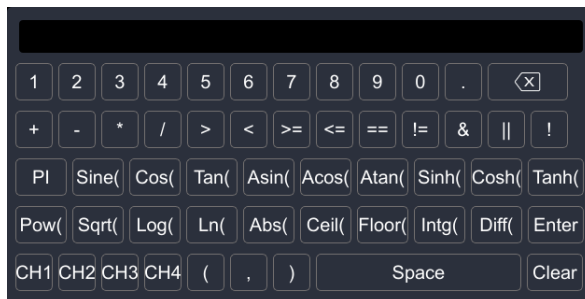 1 2 3 4 5 6 7 8 9 0 .
+ - * / > < >= <= == != & || !
PI Sine( Cos( Tan( Asin( Acos( Atan( Sinh( Cosh( Tanh(
Pow( Sqrt( Log( Ln( Abs( Ceil( Floor( Intg( Diff( Enter
CH1 CH2 CH3 CH4 ( , ) Space Clear